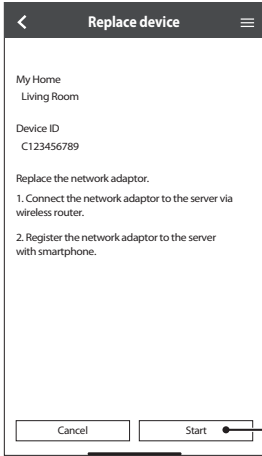 Replace device
My Home
Living Room
Device ID
C123456789
Replace the network adaptor.
1. Connect the network adaptor to the server via
wireless router.
2. Register the network adaptor to the server
with smartphone.
Cancel
Start